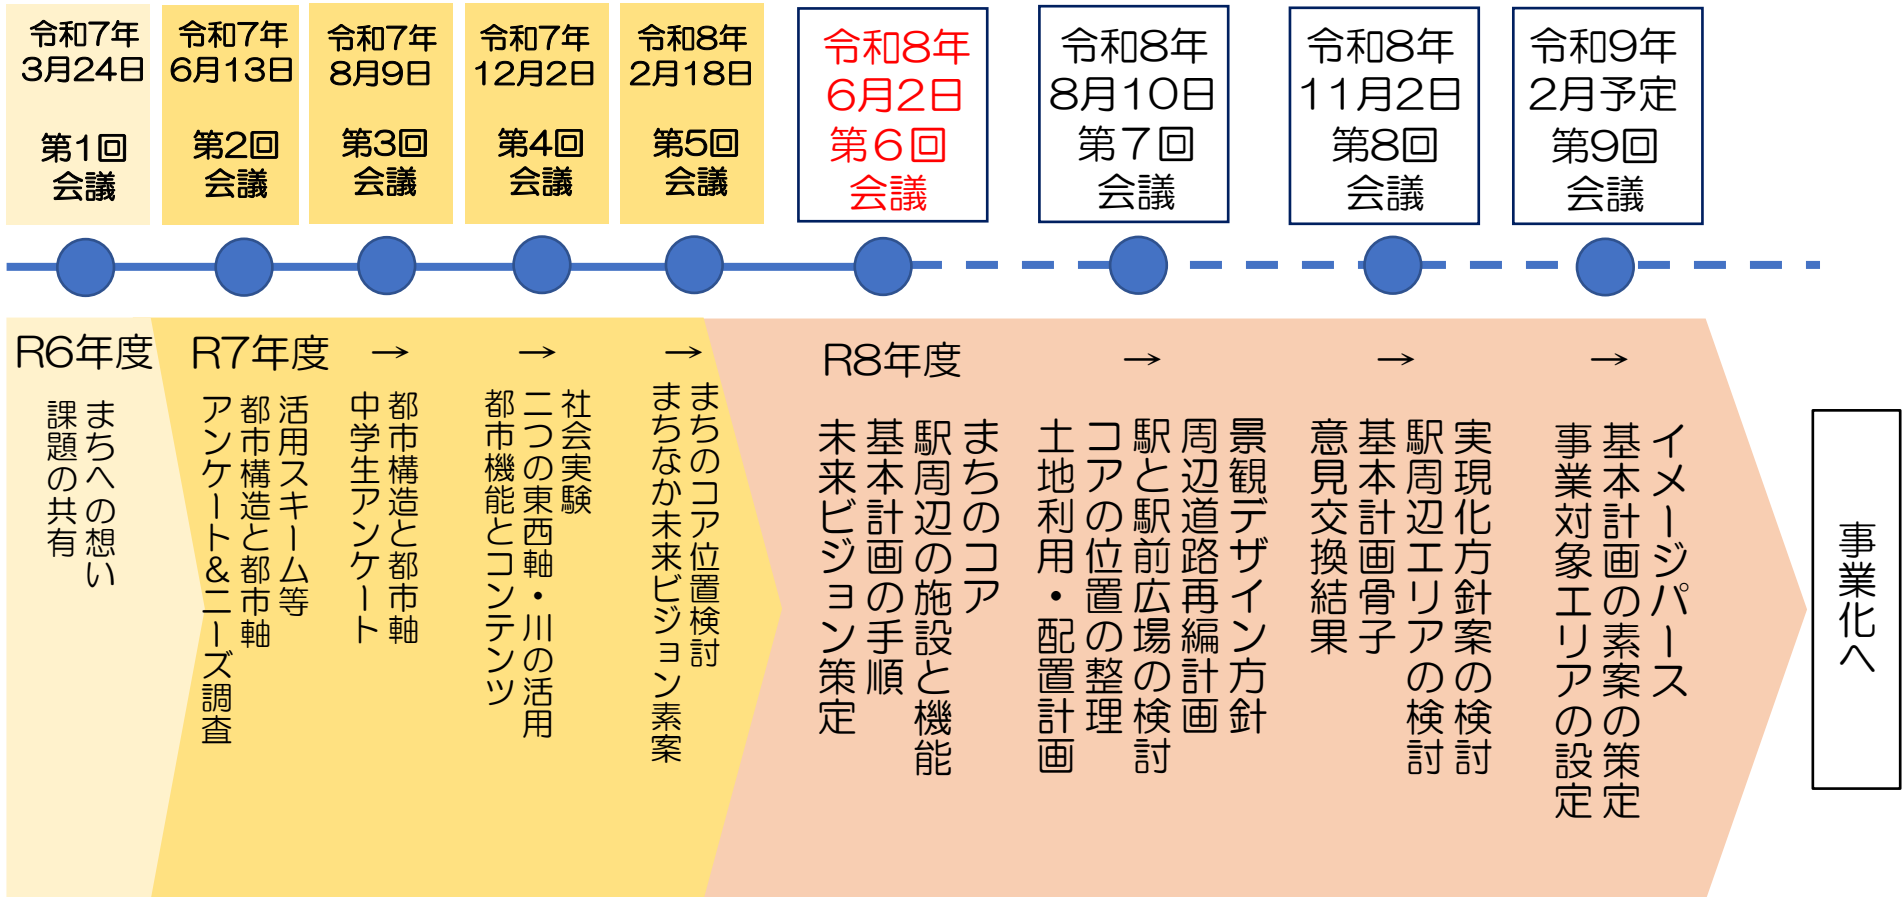 令和7年
3月24日
第1回
会議
令和7年
6月13日
第2回
会議
令和7年
8月9日
第3回
会議
令和7年
12月2日
第4回
会議
令和8年
2月18日
第5回
会議
令和8年
6月2日
第６回
会議
令和8年
8月10日
第７回
会議
令和8年
11月2日
第8回
会議
令和9年
2月予定
第9回
会議
R6年度
まちへの想い
課題の共有
R7年度
活用スキーム等
都市構造と都市軸
アンケート＆ニーズ調査
→
都市構造と都市軸
中学生アンケート
→
社会実験
二つの東西軸・川の活用
都市機能とコンテンツ
→
まちのコア位置検討
まちなか未来ビジョン素案
R8年度
まちのコア
駅周辺の施設と機能
基本計画の手順
未来ビジョン策定
→
景観デザイン方針
周辺道路再編計画
駅と駅前広場の検討
コアの位置の整理
土地利用・配置計画
→
実現化方針案の検討
駅周辺エリアの検討
基本計画骨子
意見交換結果
→
イメージパース
基本計画の素案の策定
事業対象エリアの設定
事業化へ